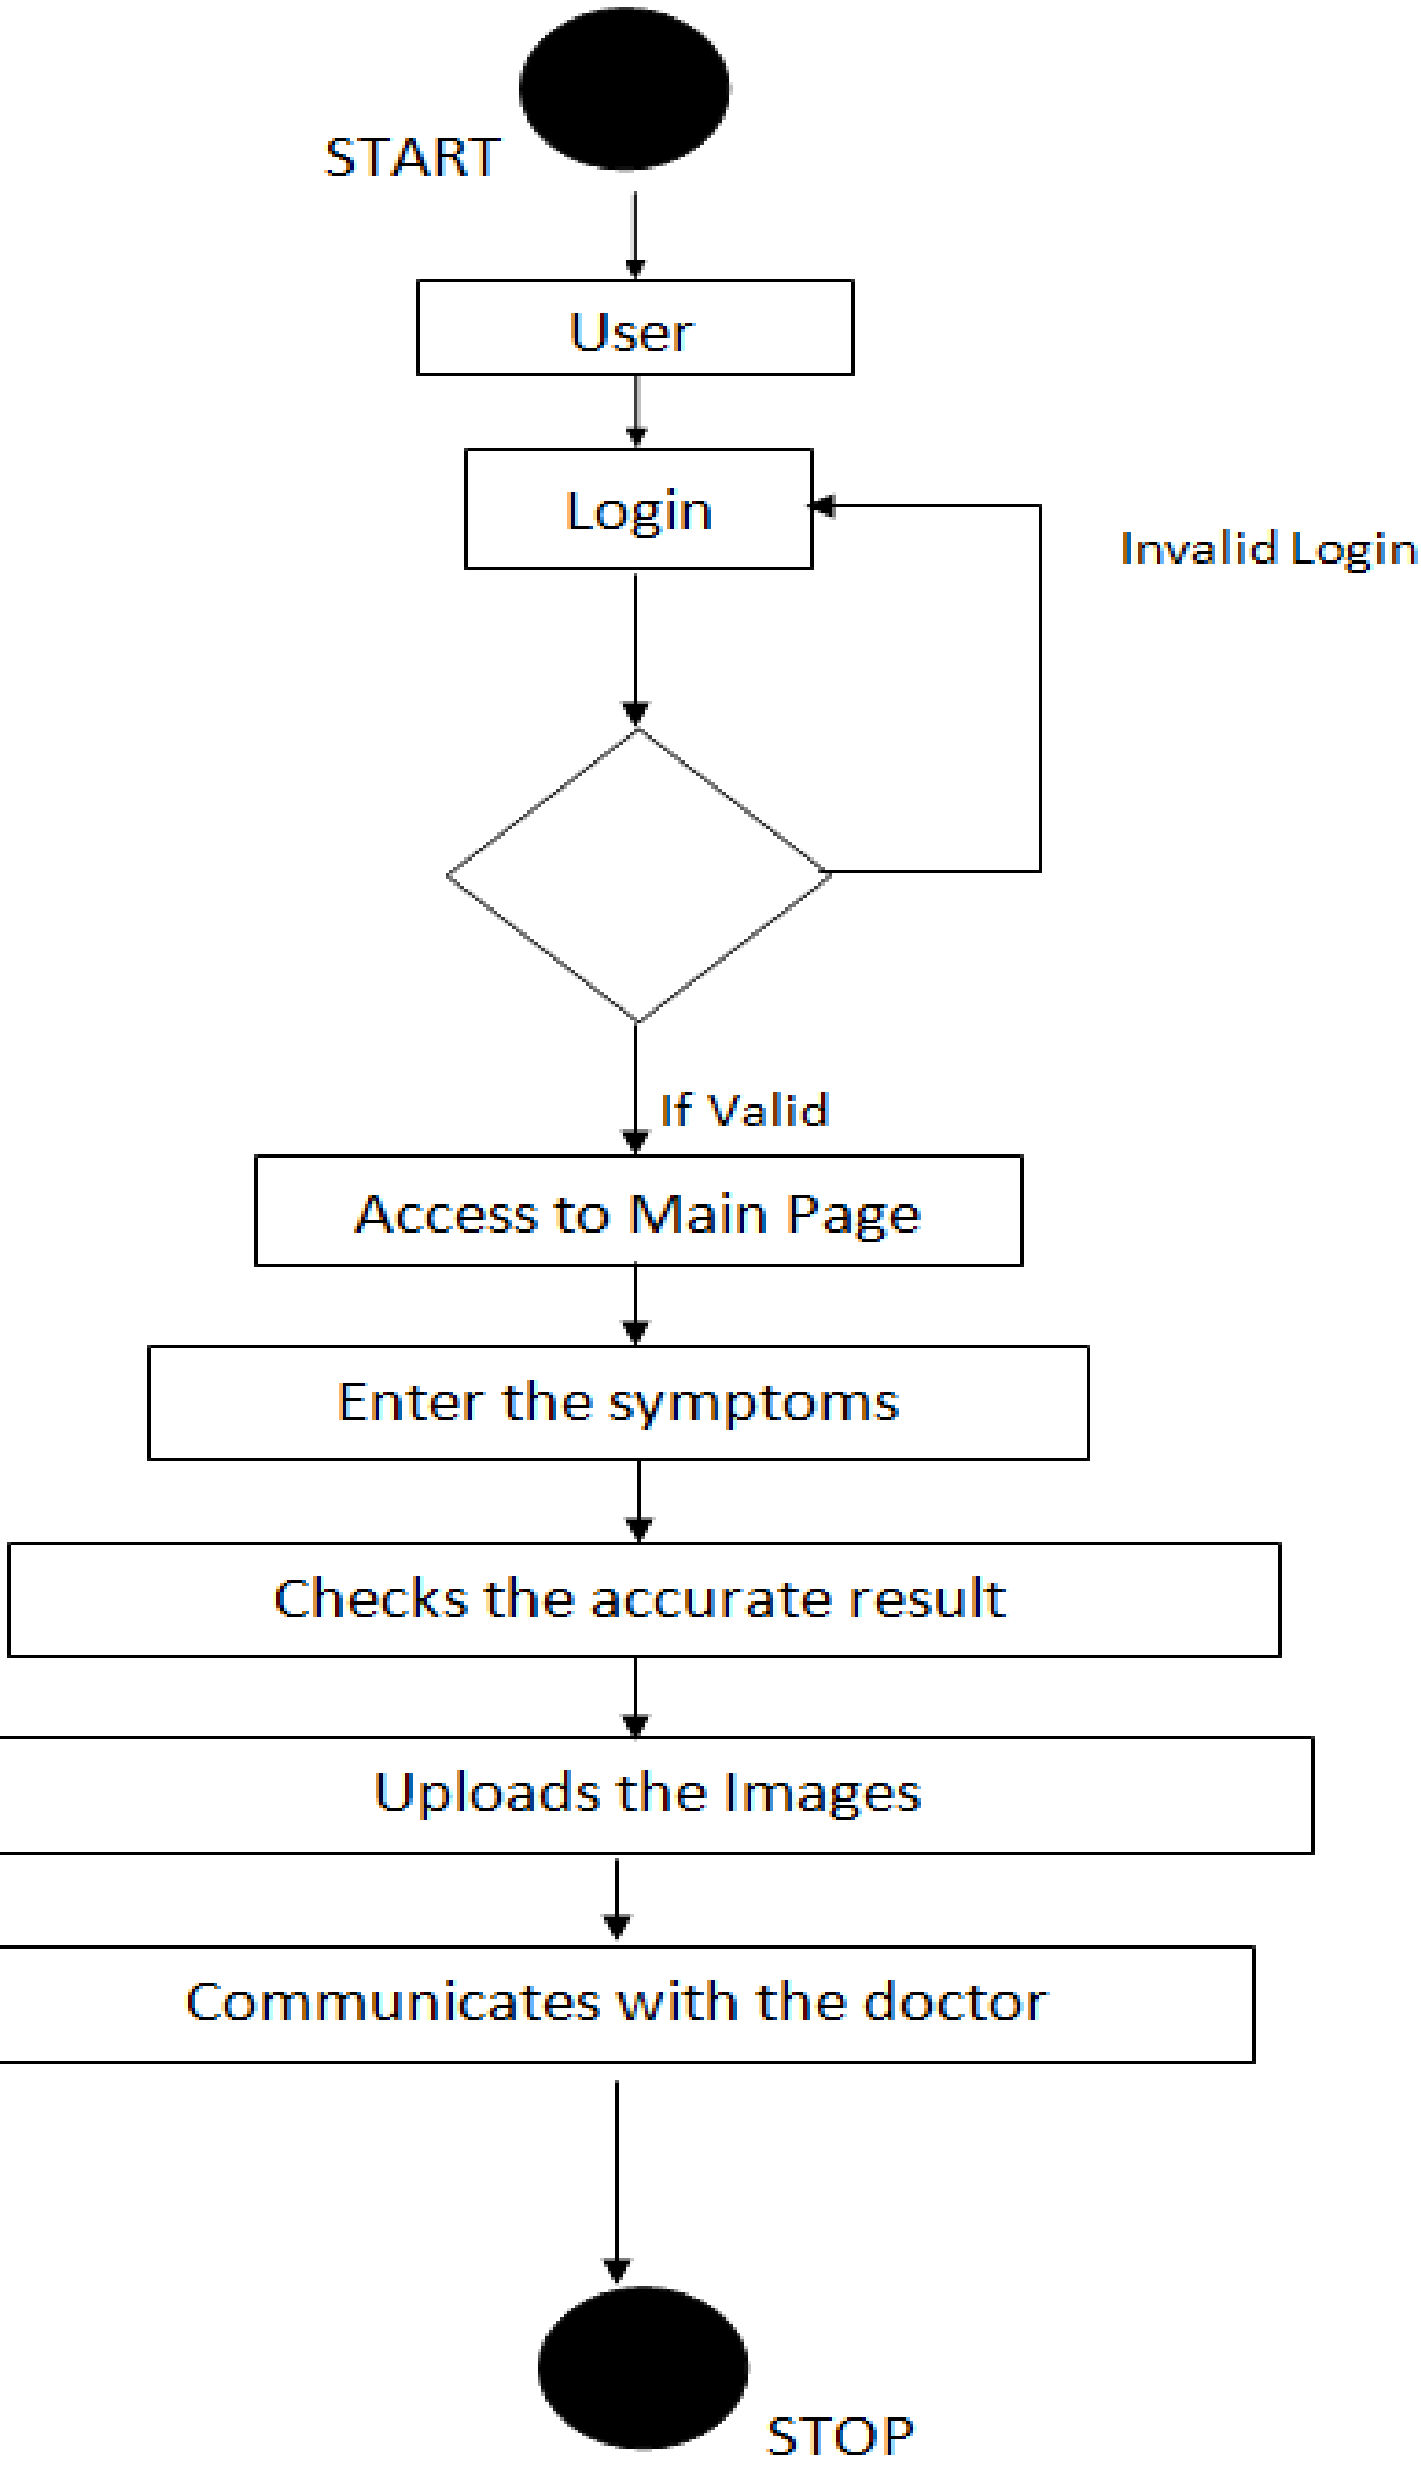 START
User
Login
Invalid Login
If Valid
Access to Main Page
Enter the symptoms
Checks the accurate result
Uploads the Images
Communicates with the doctor
STOP